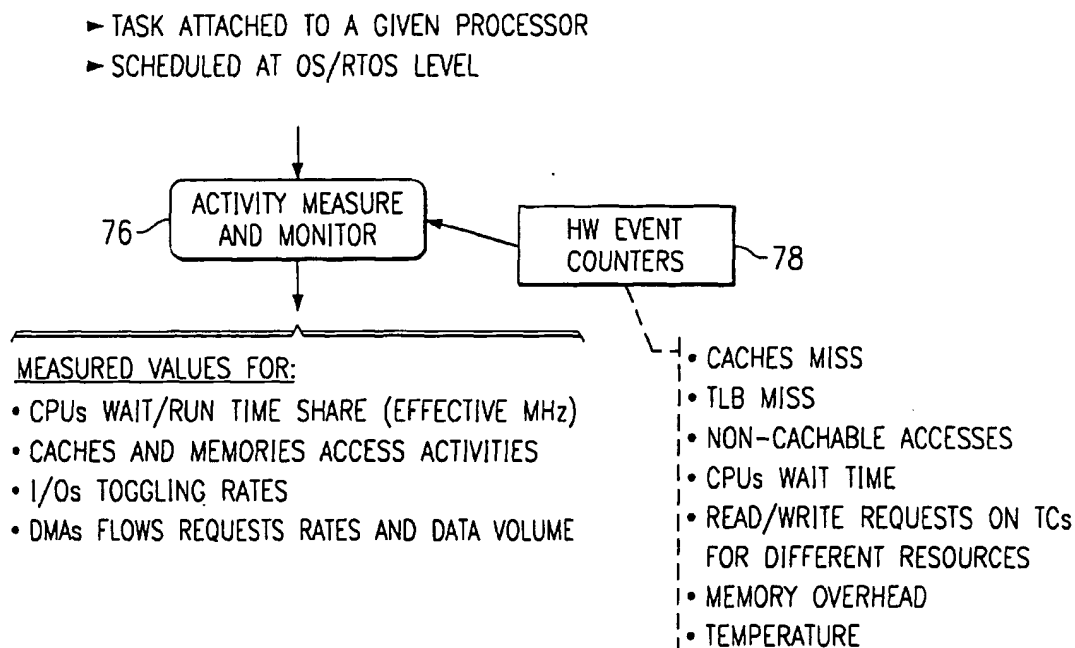 ► TASK ATTACHED TO A GIVEN PROCESSOR
► SCHEDULED AT OS/RTOS LEVEL
76
ACTIVITY MEASURE
AND MONITOR
HW EVENT
COUNTERS
78
MEASURED VALUES FOR:
• CPUs WAIT/RUN TIME SHARE (EFFECTIVE MHz)
• CACHES AND MEMORIES ACCESS ACTIVITIES
• I/Os TOGGLING RATES
• DMAs FLOWS REQUESTS RATES AND DATA VOLUME
• CACHES MISS
• TLB MISS
• NON-CACHABLE ACCESSES
• CPUs WAIT TIME
• READ/WRITE REQUESTS ON TCs
FOR DIFFERENT RESOURCES
• MEMORY OVERHEAD
• TEMPERATURE